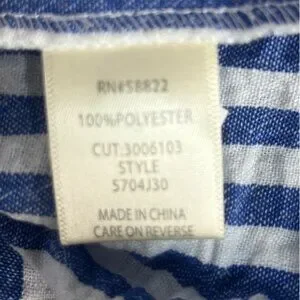 RN#58822
100%POLYESTER
CUT:3006103
STYLE
5704J30
MADE IN CHINA
CARE ON REVERSE